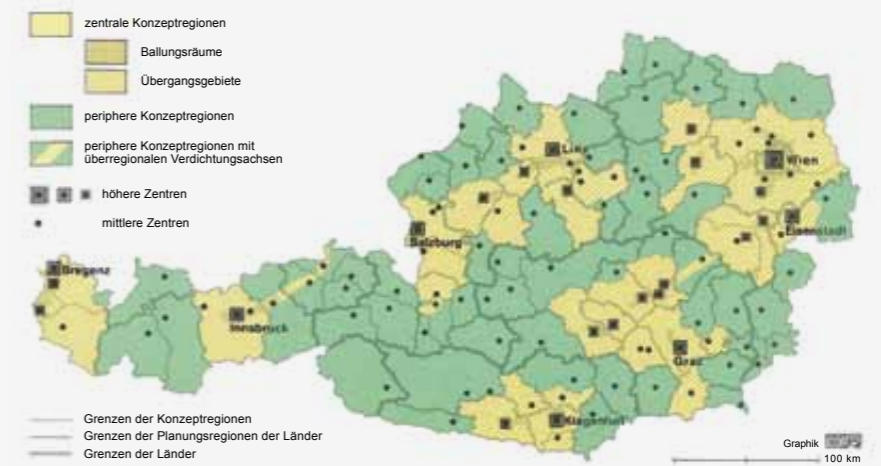 zentrale Konzeptregionen
Ballungsräume
Übergangsgebiete
periphere Konzeptregionen
periphere Konzeptregionen mit
überregionalen Verdichtungsachsen
höhere Zentren
mittlere Zentren
Linz
Wien
Eisenstadt
Salzburg
Bregenz
Innsbruck
Graz
Klagenfurt
Grenzen der Konzeptregionen
Grenzen der Planungsregionen der Länder
Grenzen der Länder
Graphik
100 km